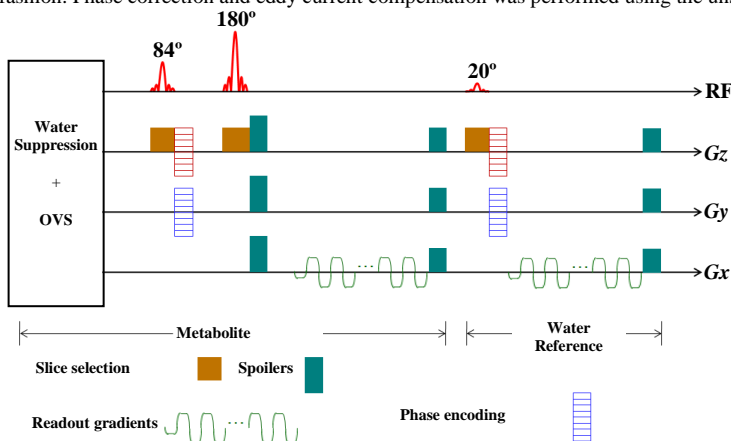 fashion. Phase correction and eddy current compensation was performed using the
180º
84º
20º
RF
Water
Suppression
+
OVS
Gz
Gy
Gx
Metabolite
Water
Reference
Slice selection
Spoilers
Readout gradients
Phase encoding